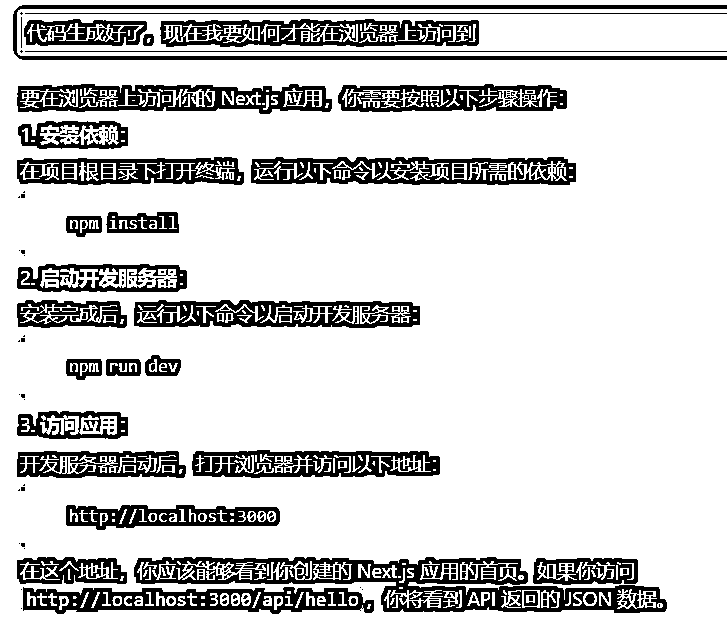 代码生成好了，现在我要如何才能在浏览器上访问到
要在浏览器上访问你的 Next.js 应用，你需要按照以下步骤操作：
1. 安装依赖：
在项目根目录下打开终端，运行以下命令以安装项目所需的依赖：
npm install
2. 启动开发服务器：
安装完成后，运行以下命令以启动开发服务器：
npm run dev
3. 访问应用：
开发服务器启动后，打开浏览器并访问以下地址：
http://localhost:3000
在这个地址，你应该能够看到你创建的 Next.js 应用的首页。如果你访问
http://localhost:3000/api/hello，你将看到 API 返回的 JSON 数据。